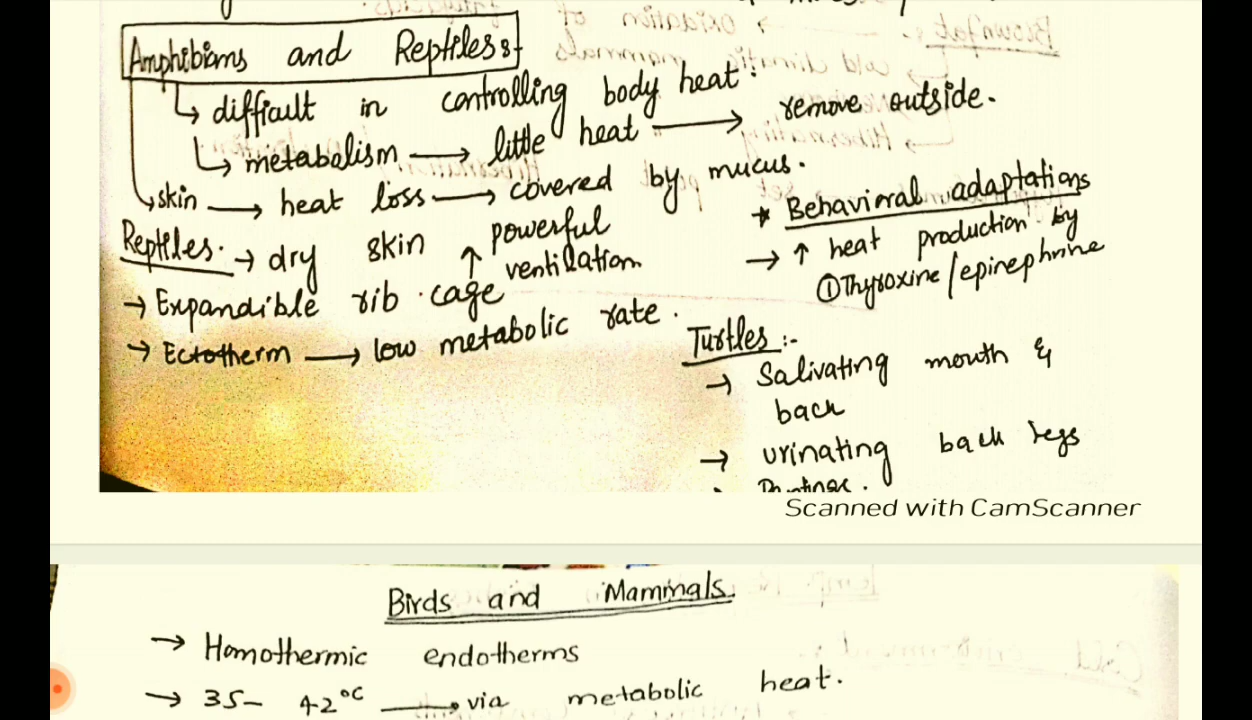 Amphibians and Reptiles :-
↳ difficult in controlling body heat.
↳ metabolism → little heat → remove outside.
↳ skin → heat loss → covered by mucus.
Reptiles. → dry skin ↑ powerful ventilation
→ Expandible rib cage
→ Ectotherm → low metabolic rate.
* Behavioral adaptations
→ ↑ heat production by
① Thyroxine / epinephrine
Turtles :-
→ Salivating mouth &
back
→ urinating back legs
Scanned with CamScanner
Birds and Mammals.
→ Homothermic endotherms
→ 35- 42°C → via metabolic heat.